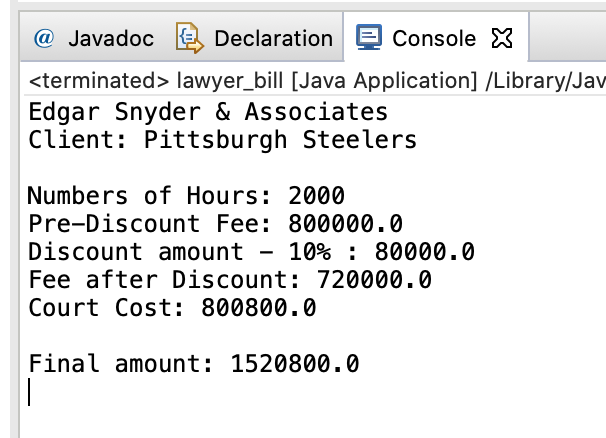 @ Javadoc Declaration Console
<terminated> lawyer_bill [Java Application] /Library/Jav
Edgar Snyder & Associates
Client: Pittsburgh Steelers
Numbers of Hours: 2000
Pre-Discount Fee: 800000.0
Discount amount - 10% : 80000.0
Fee after Discount: 720000.0
Court Cost: 800800.0
Final amount: 1520800.0